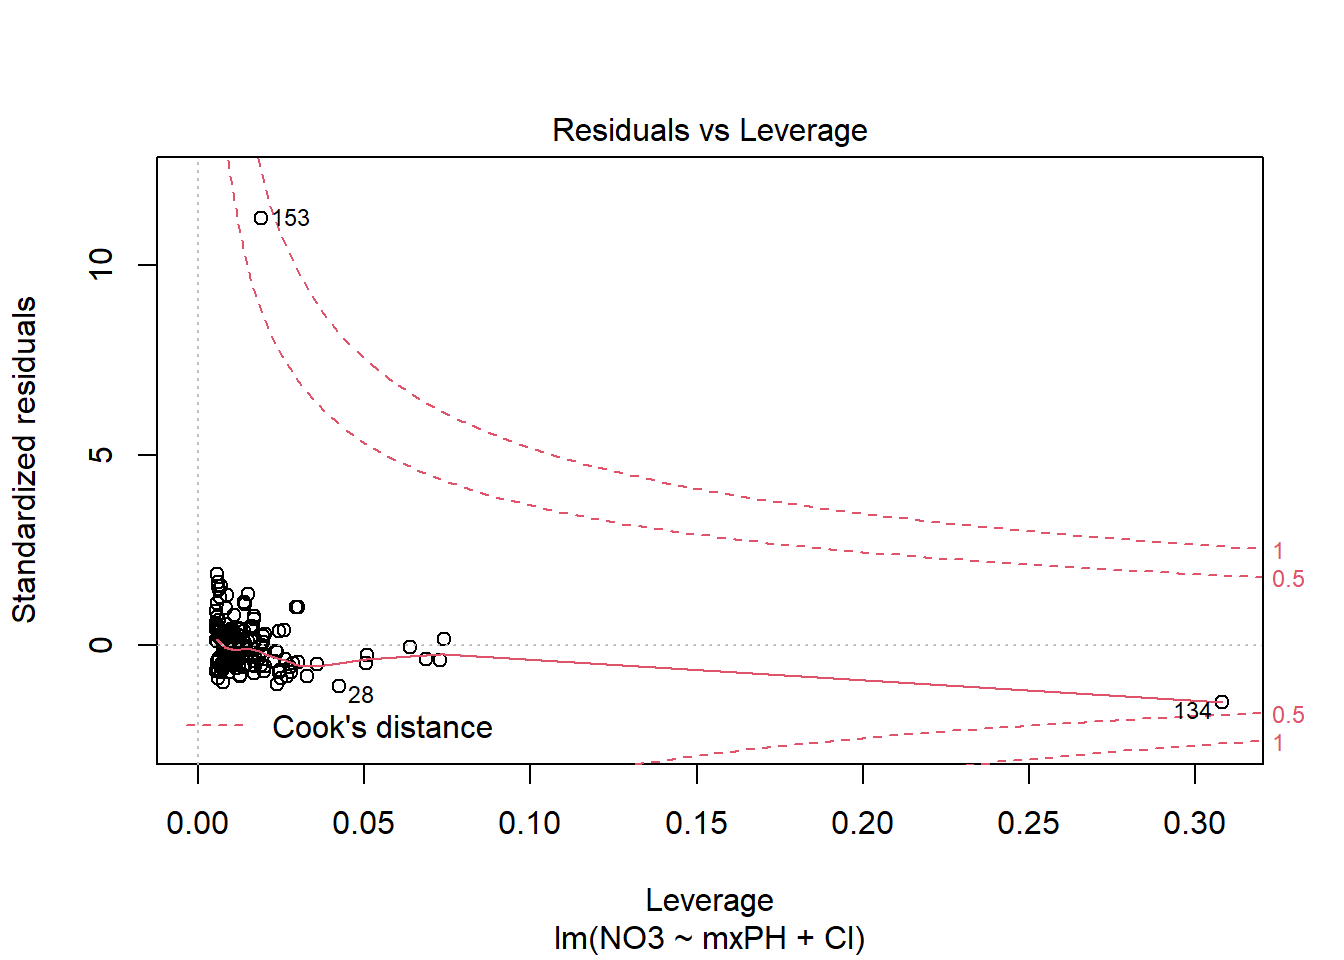 Residuals vs Leverage
Standardized residuals
10
5
0
153
28
134
1
0.5
0.5
1
Cook's distance
0.00 0.05 0.10 0.15 0.20 0.25 0.30
Leverage
lm(NO3 ~ mxPH + Cl)